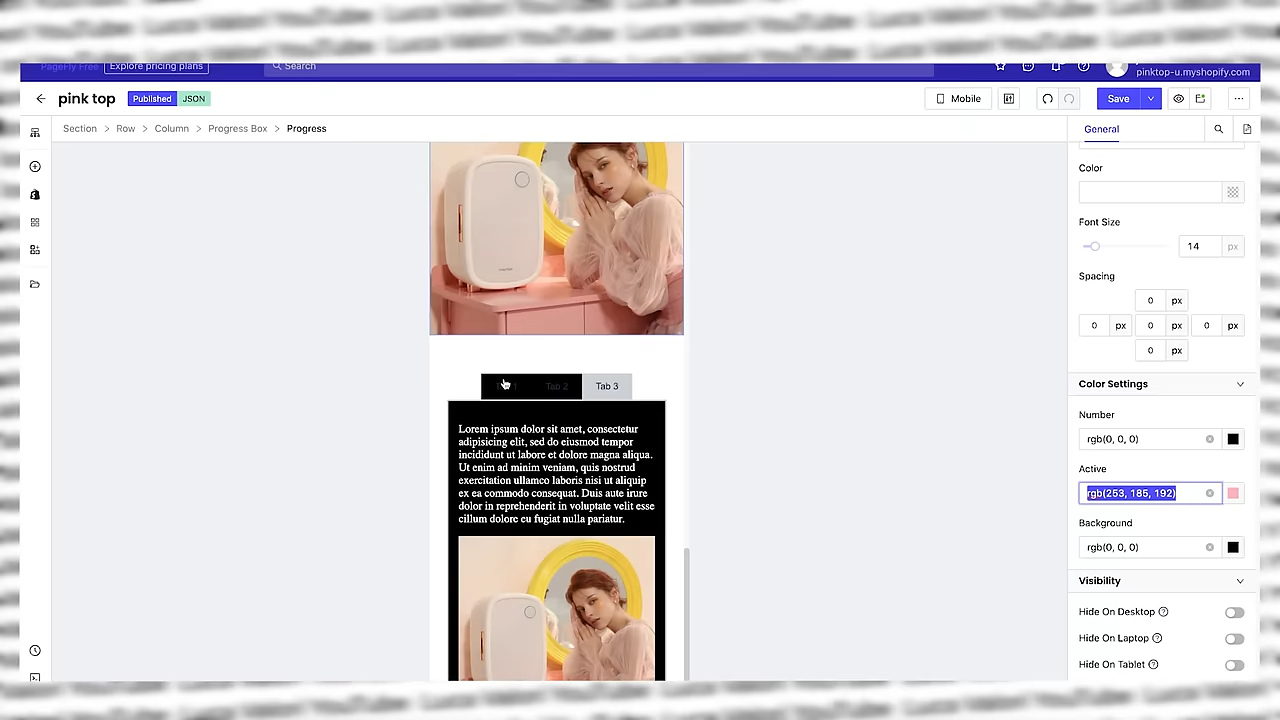 PageFly Free
Explore pricing plans
Search
pinktop-u.myshopify.com
pink top
Published
JSON
Mobile
Save
Section > Row > Column > Progress Box > Progress
General
Color
Font Size
14 px
Spacing
0 px
0 px 0 px 0 px
0 px
Color Settings
Number
rgb(0, 0, 0)
Active
rgb(253, 185, 192)
Background
rgb(0, 0, 0)
Visibility
Hide On Desktop
Hide On Laptop
Hide On Tablet
Tab 2 Tab 3
Lorem ipsum dolor sit amet, consectetur
adipisicing elit, sed do eiusmod tempor
incididunt ut labore et dolore magna aliqua.
Ut enim ad minim veniam, quis nostrud
exercitation ullamco laboris nisi ut aliquip
ex ea commodo consequat. Duis aute irure
dolor in reprehenderit in voluptate velit esse
cillum dolore eu fugiat nulla pariatur.